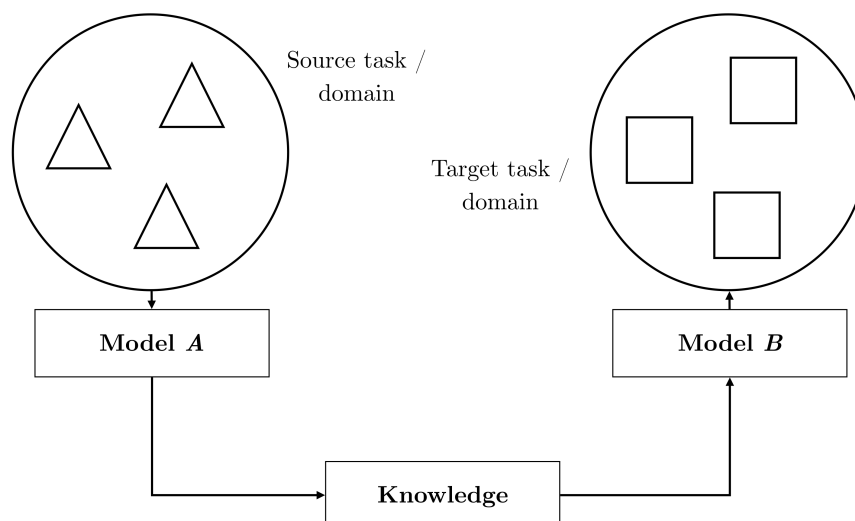 Source task /
domain
Target task /
domain
Model A
Model B
Knowledge